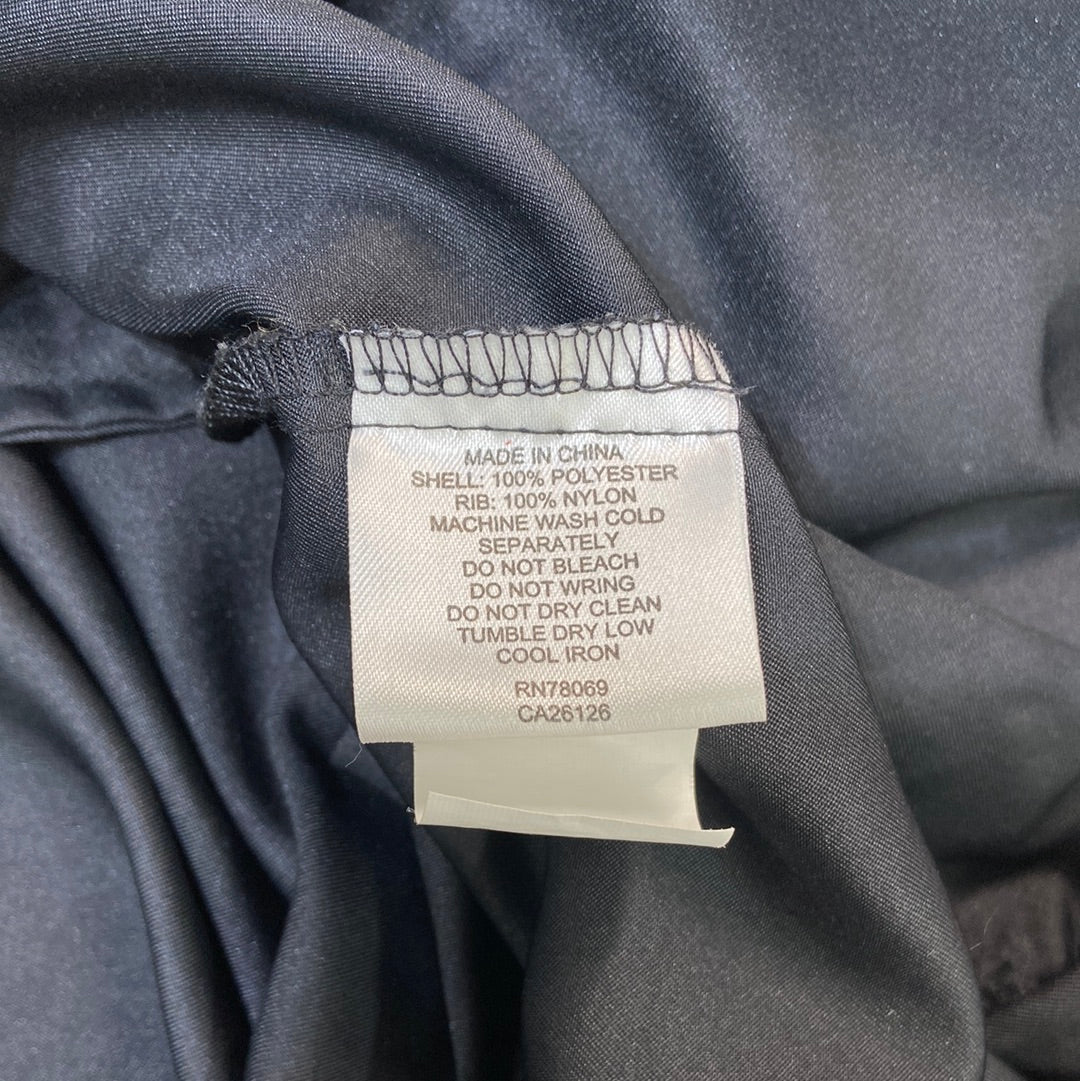 MADE IN CHINA
SHELL: 100% POLYESTER
RIB: 100% NYLON
MACHINE WASH COLD
SEPARATELY
DO NOT BLEACH
DO NOT WRING
DO NOT DRY CLEAN
TUMBLE DRY LOW
COOL IRON
RN78069
CA26126